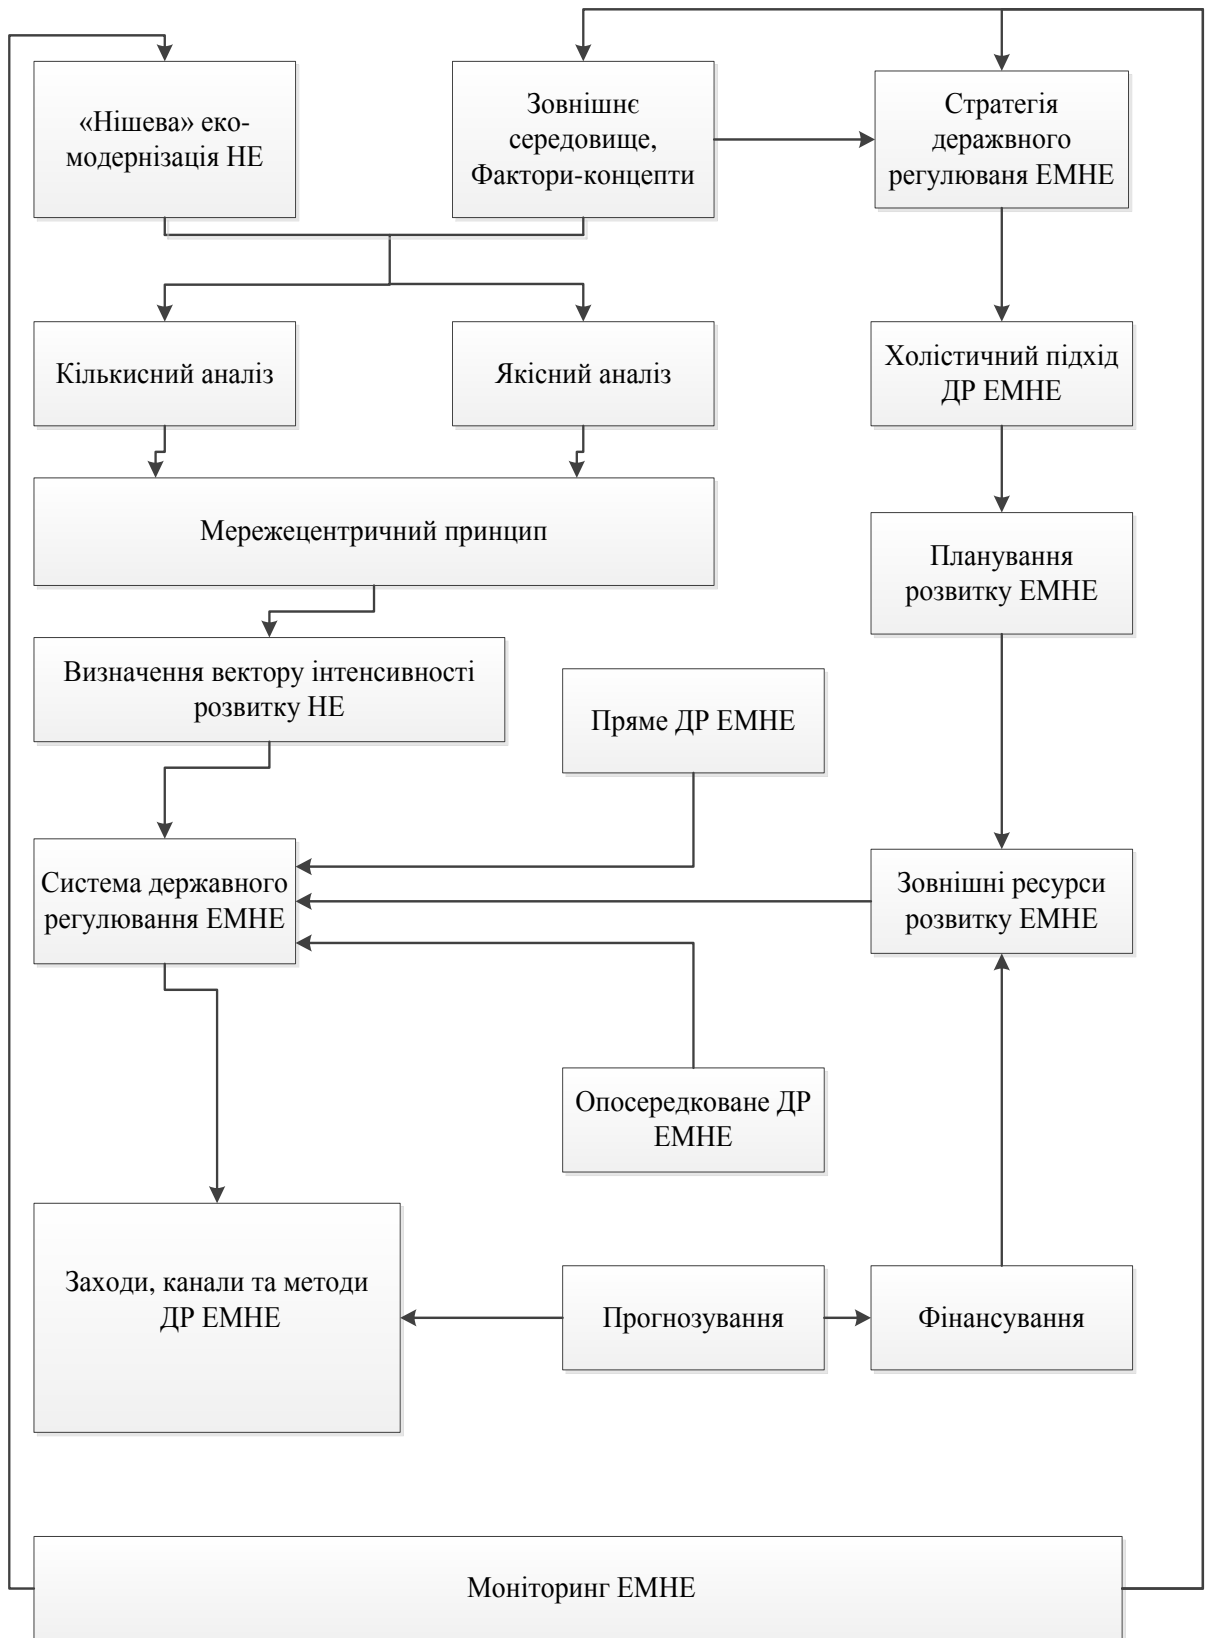 «Нішева» еко-
модернізація НЕ
Зовнішнє
середовище,
Фактори-концепти
Стратегія
деражвного
регулюваня ЕМНЕ
Кількисний аналіз
Якісний аналіз
Холістичний підхід
ДР ЕМНЕ
Мережецентричний принцип
Планування
розвитку ЕМНЕ
Визначення вектору інтенсивності
розвитку НЕ
Пряме ДР ЕМНЕ
Система державного
регулювання ЕМНЕ
Зовнішні ресурси
розвитку ЕМНЕ
Опосередковане ДР
ЕМНЕ
Заходи, канали та методи
ДР ЕМНЕ
Прогнозування
Фінансування
Моніторинг ЕМНЕ